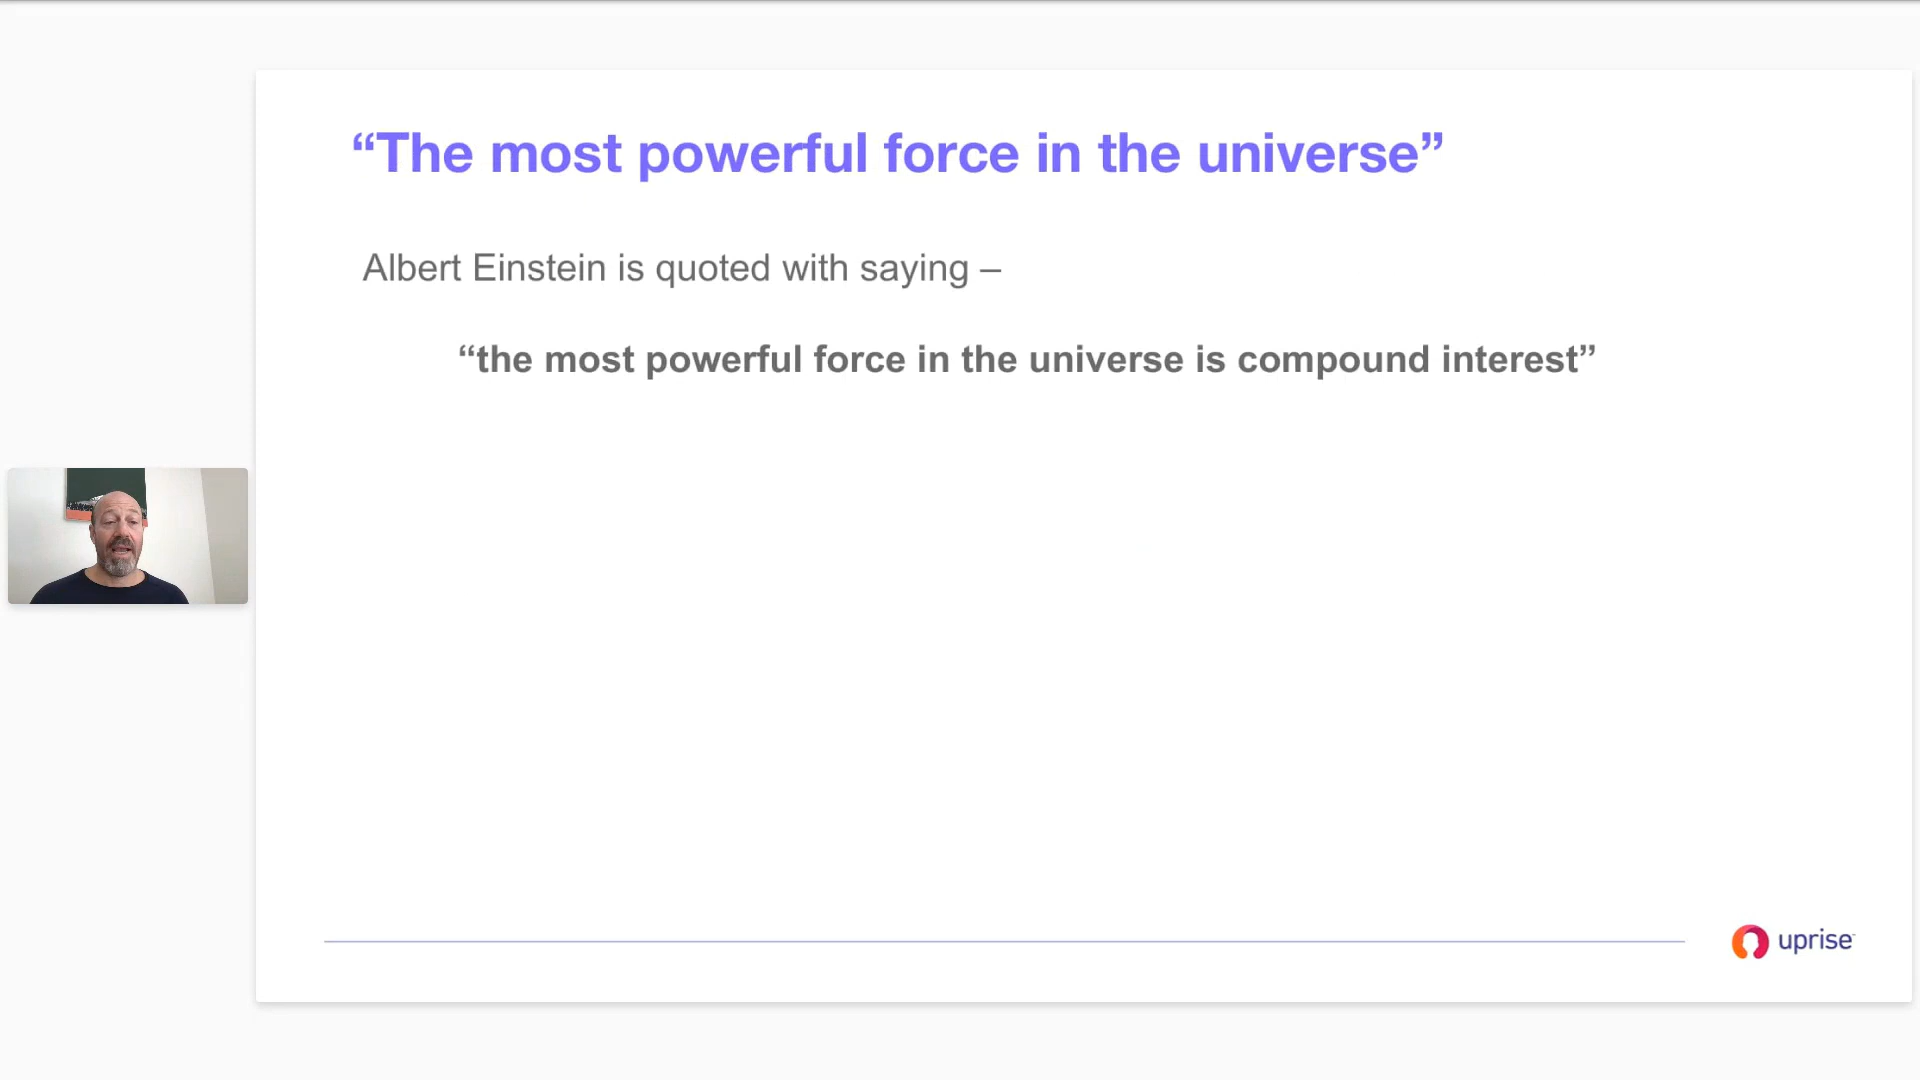 “The most powerful force in the universe”
Albert Einstein is quoted with saying –
“the most powerful force in the universe is compound interest”
uprise